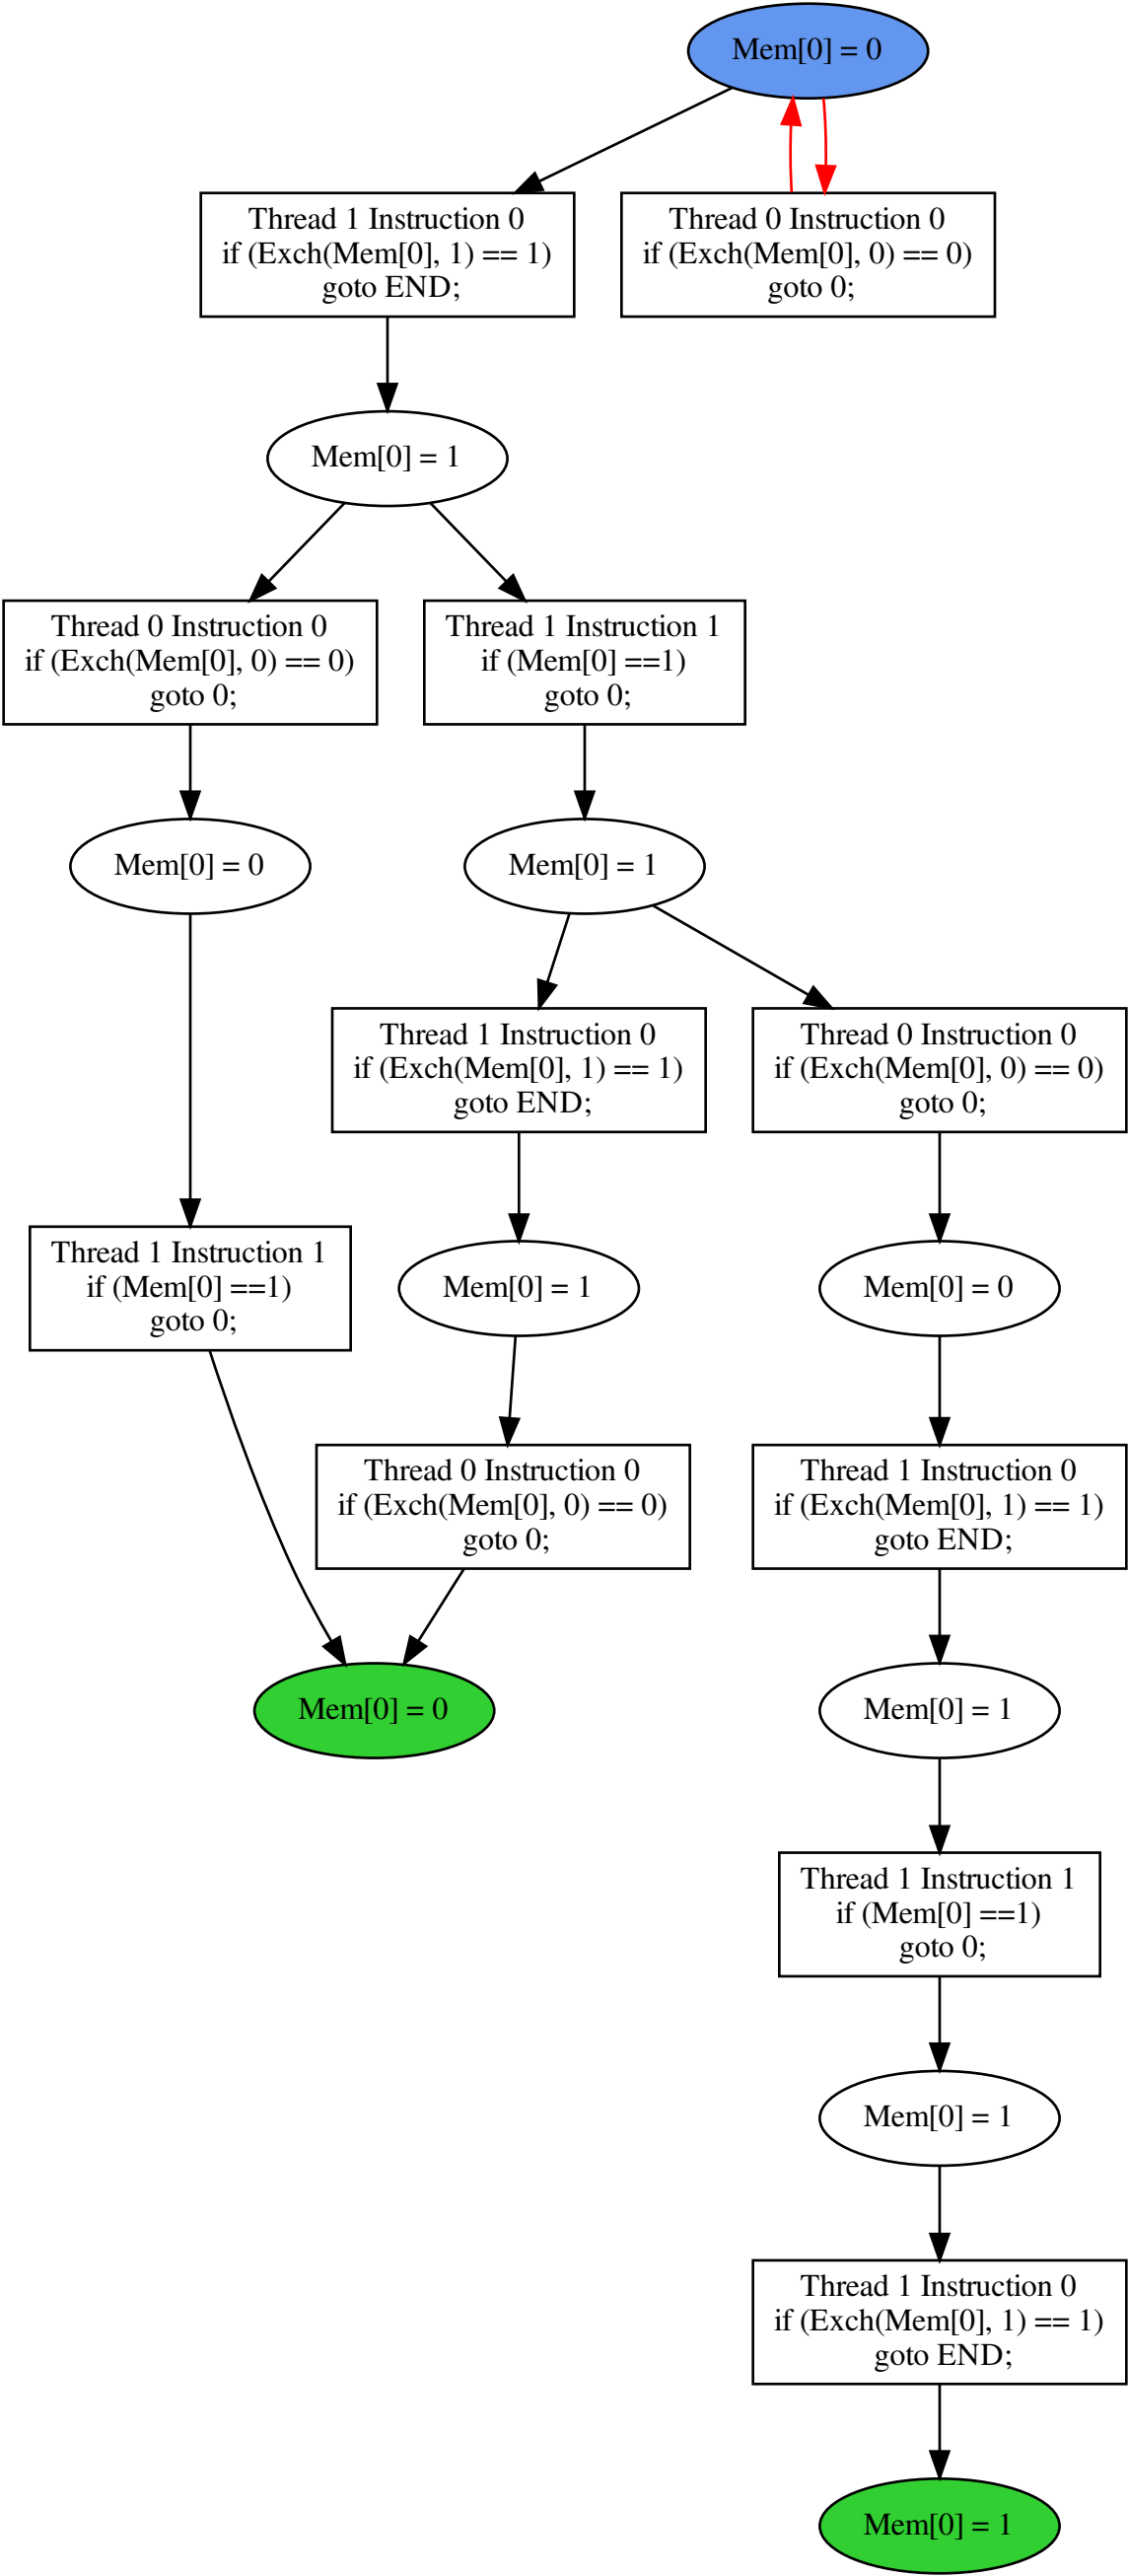 Mem[0] = 0
Thread 1 Instruction 0
if (Exch(Mem[0], 1) == 1)
goto END;
Thread 0 Instruction 0
if (Exch(Mem[0], 0) == 0)
goto 0;
Mem[0] = 1
Thread 0 Instruction 0
if (Exch(Mem[0], 0) == 0)
goto 0;
Thread 1 Instruction 1
if (Mem[0] ==1)
goto 0;
Mem[0] = 0
Mem[0] = 1
Thread 1 Instruction 0
if (Exch(Mem[0], 1) == 1)
goto END;
Thread 0 Instruction 0
if (Exch(Mem[0], 0) == 0)
goto 0;
Thread 1 Instruction 1
if (Mem[0] ==1)
goto 0;
Mem[0] = 1
Mem[0] = 0
Thread 0 Instruction 0
if (Exch(Mem[0], 0) == 0)
goto 0;
Thread 1 Instruction 0
if (Exch(Mem[0], 1) == 1)
goto END;
Mem[0] = 0
Mem[0] = 1
Thread 1 Instruction 1
if (Mem[0] ==1)
goto 0;
Mem[0] = 1
Thread 1 Instruction 0
if (Exch(Mem[0], 1) == 1)
goto END;
Mem[0] = 1